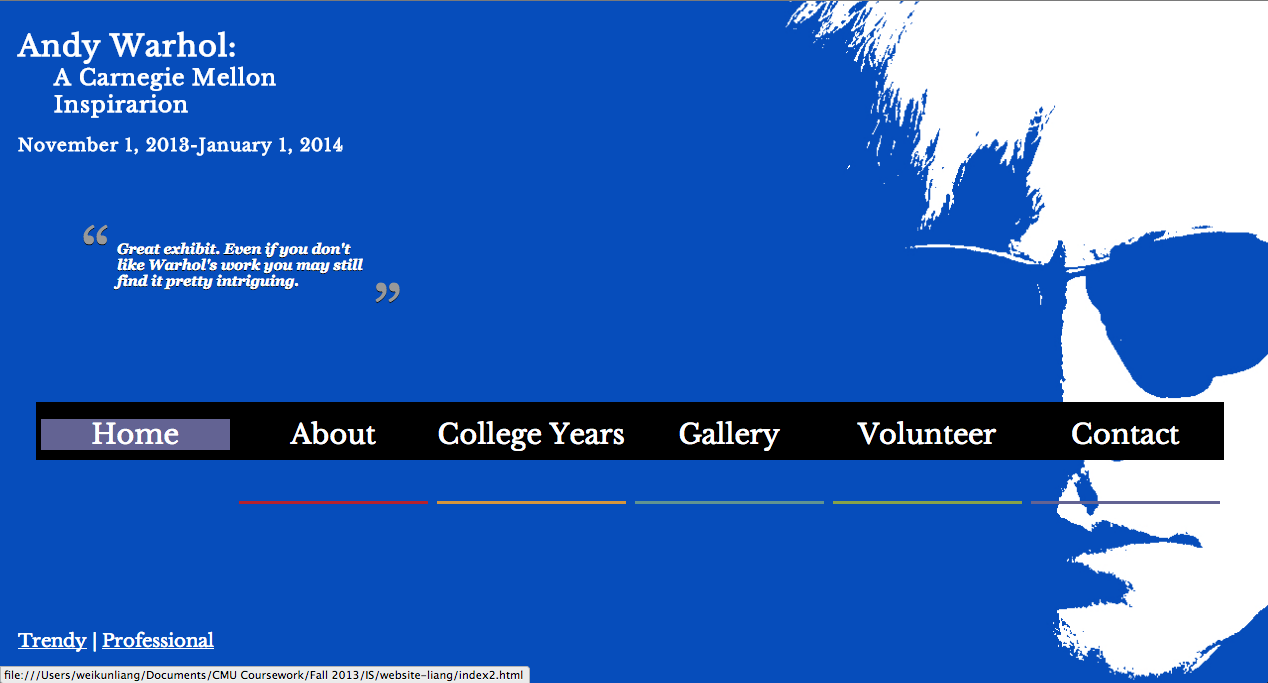 Andy Warhol:
A Carnegie Mellon
Inspirarion
November 1, 2013-January 1, 2014
“ Great exhibit. Even if you don't
like Warhol's work you may still
find it pretty intriguing. ”
Home About College Years Gallery Volunteer Contact
Trendy | Professional
file:///Users/weikunliang/Documents/CMU Coursework/Fall 2013/IS/website-liang/index2.html